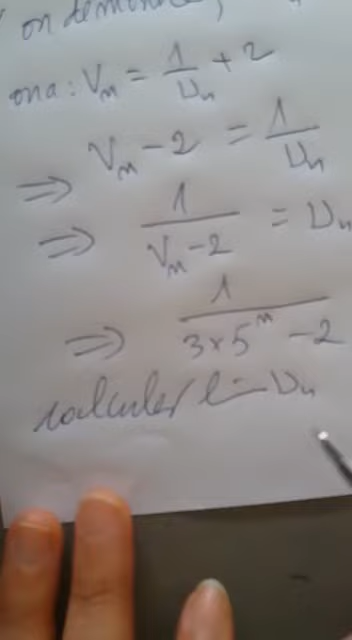 on demontre,
on a : Vn = 1/Un + 2
⇒ Vn - 2 = 1/Un
⇒ 1/(Vn - 2) = Un
⇒ 1/(3×5^n - 2)
calculer lim Un